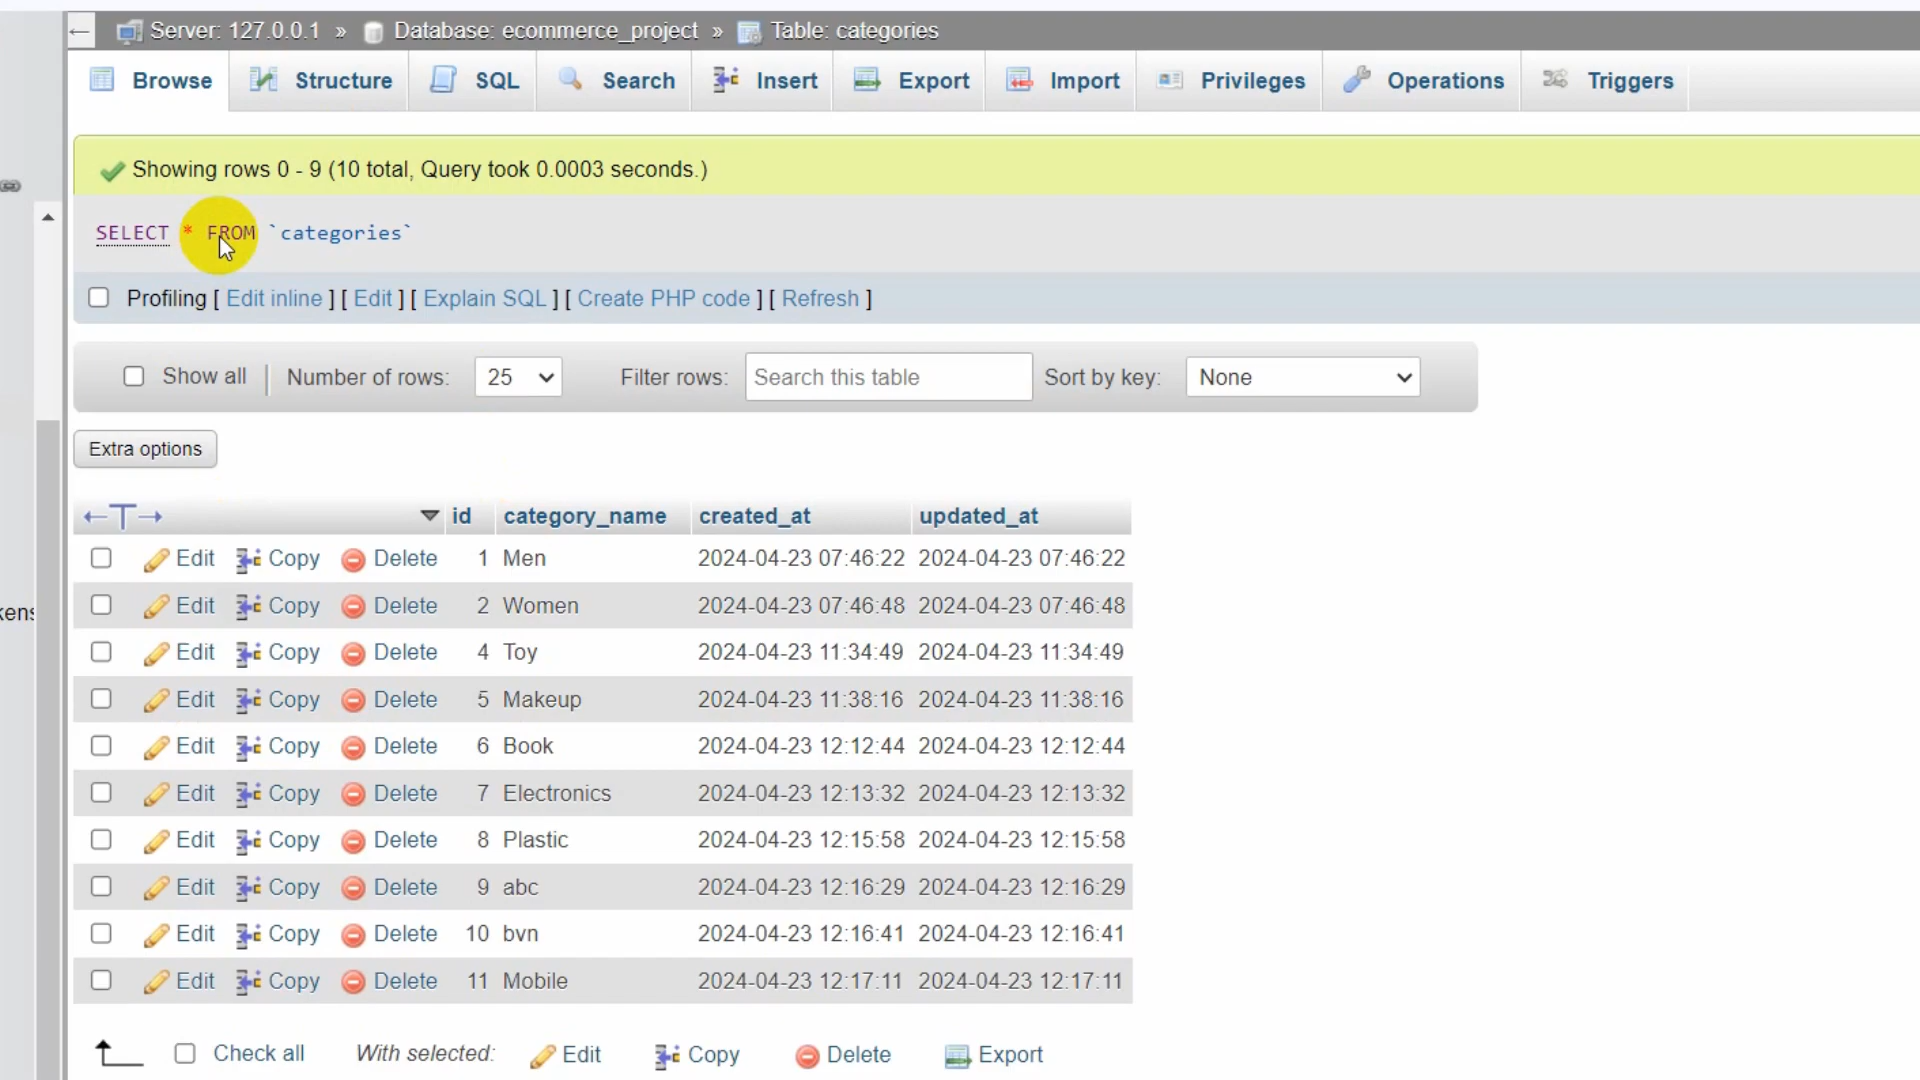 Server: 127.0.0.1 » Database: ecommerce_project » Table: categories
Browse Structure SQL Search Insert Export Import Privileges Operations Triggers
Showing rows 0 - 9 (10 total, Query took 0.0003 seconds.)
SELECT * FROM `categories`
Profiling [ Edit inline ] [ Edit ] [ Explain SQL ] [ Create PHP code ] [ Refresh ]
Show all | Number of rows: 25 Filter rows: Search this table Sort by key: None
Extra options
←T→ id category_name created_at updated_at
Edit Copy Delete 1 Men 2024-04-23 07:46:22 2024-04-23 07:46:22
Edit Copy Delete 2 Women 2024-04-23 07:46:48 2024-04-23 07:46:48
kens
Edit Copy Delete 4 Toy 2024-04-23 11:34:49 2024-04-23 11:34:49
Edit Copy Delete 5 Makeup 2024-04-23 11:38:16 2024-04-23 11:38:16
Edit Copy Delete 6 Book 2024-04-23 12:12:44 2024-04-23 12:12:44
Edit Copy Delete 7 Electronics 2024-04-23 12:13:32 2024-04-23 12:13:32
Edit Copy Delete 8 Plastic 2024-04-23 12:15:58 2024-04-23 12:15:58
Edit Copy Delete 9 abc 2024-04-23 12:16:29 2024-04-23 12:16:29
Edit Copy Delete 10 bvn 2024-04-23 12:16:41 2024-04-23 12:16:41
Edit Copy Delete 11 Mobile 2024-04-23 12:17:11 2024-04-23 12:17:11
Check all With selected: Edit Copy Delete Export